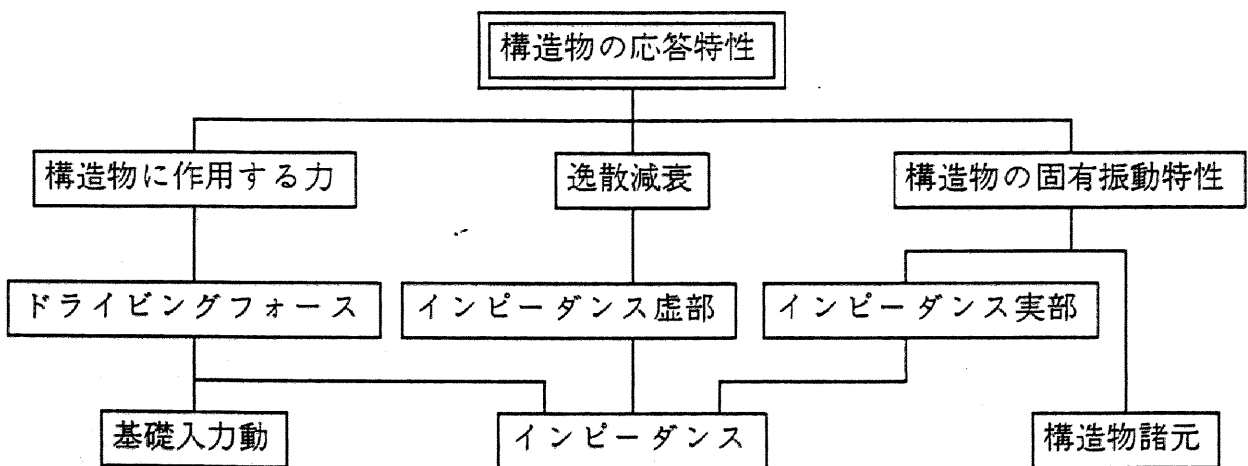 構造物の応答特性
構造物に作用する力
逸散減衰
構造物の固有振動特性
ドライビングフォース
インピーダンス虚部
インピーダンス実部
基礎入力動
インピーダンス
構造物諸元